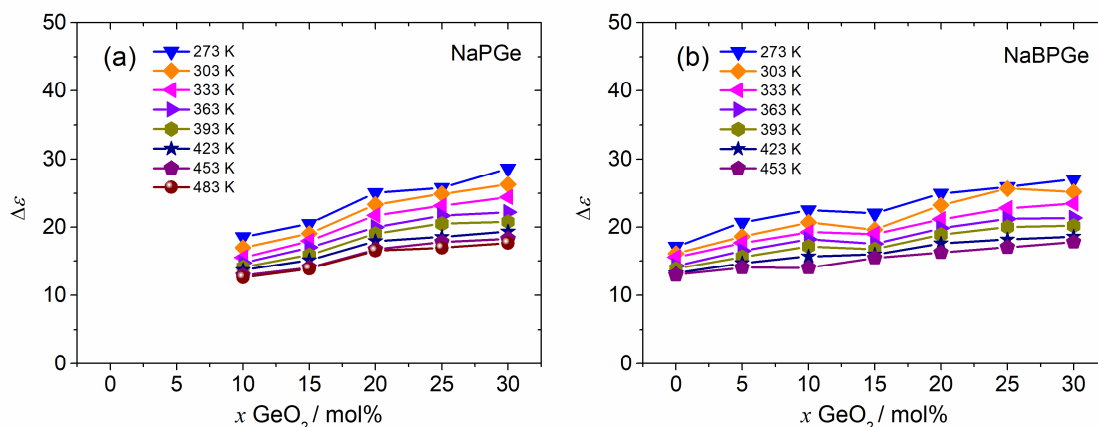 (a)
NaPGe
273 K
303 K
333 K
363 K
393 K
423 K
453 K
483 K
50
40
30
20
10
0
Δε
0 5 10 15 20 25 30
x GeO₂ / mol%
(b)
NaBPGe
273 K
303 K
333 K
363 K
393 K
423 K
453 K
50
40
30
20
10
0
Δε
0 5 10 15 20 25 30
x GeO₂ / mol%